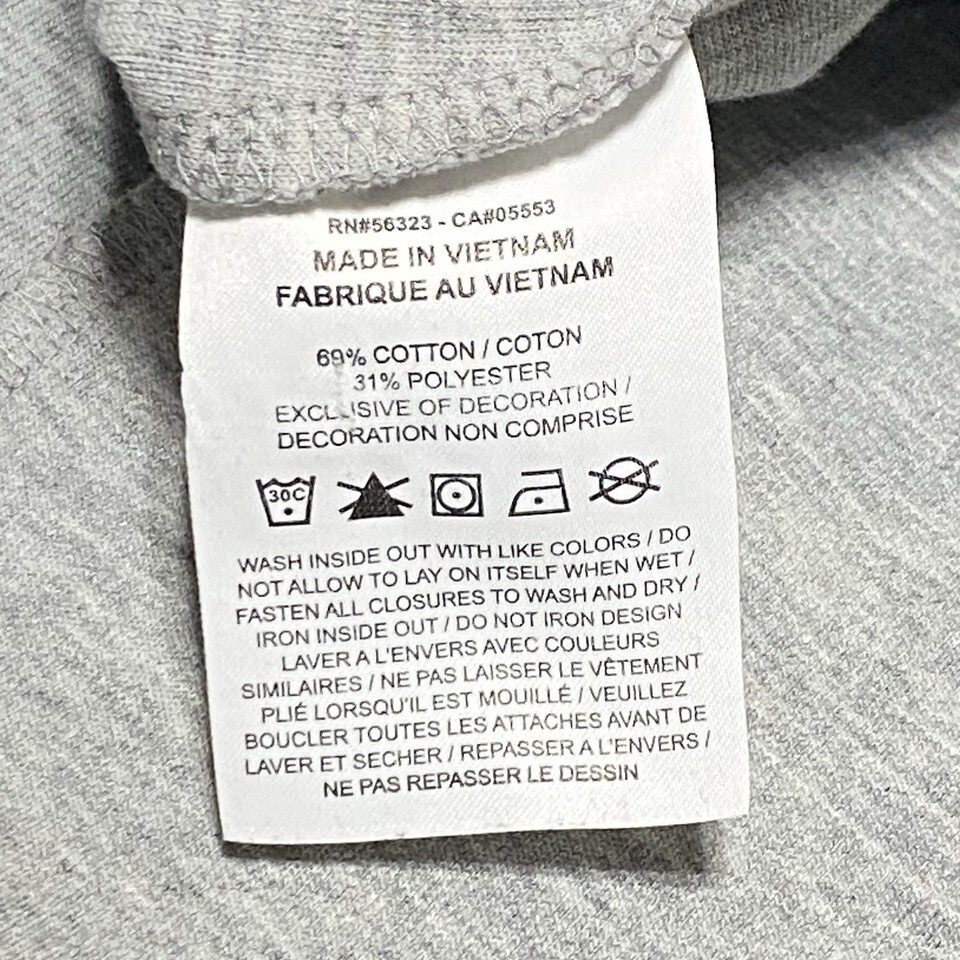 RN#56323 - CA#05553
MADE IN VIETNAM
FABRIQUE AU VIETNAM
69% COTTON / COTON
31% POLYESTER
EXCLUSIVE OF DECORATION /
DECORATION NON COMPRISE
30C
WASH INSIDE OUT WITH LIKE COLORS / DO
NOT ALLOW TO LAY ON ITSELF WHEN WET /
FASTEN ALL CLOSURES TO WASH AND DRY /
IRON INSIDE OUT / DO NOT IRON DESIGN
LAVER A L'ENVERS AVEC COULEURS
SIMILAIRES / NE PAS LAISSER LE VÊTEMENT
PLIÉ LORSQU'IL EST MOUILLÉ / VEUILLEZ
BOUCLER TOUTES LES ATTACHES AVANT DE
LAVER ET SECHER / REPASSER A L'ENVERS /
NE PAS REPASSER LE DESSIN